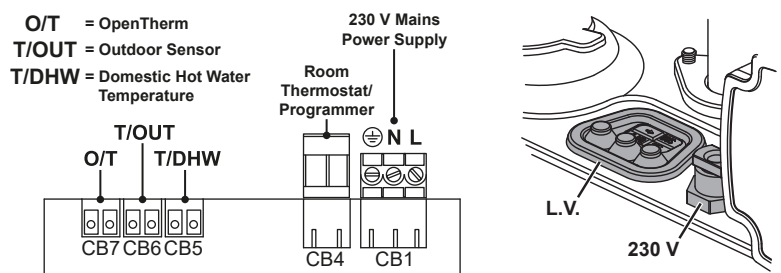 O/T = OpenTherm
T/OUT = Outdoor Sensor
T/DHW = Domestic Hot Water
Temperature
230 V Mains
Power Supply
Room
Thermostat/
Programmer
T/OUT
O/T T/DHW
N L
CB7 CB6 CB5
CB4 CB1
L.V.
230 V